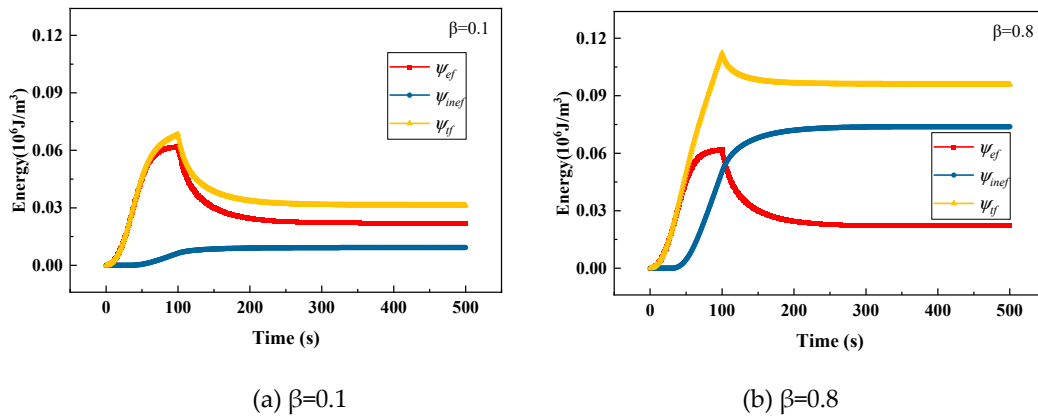 β=0.1
0.12
0.09
0.06
0.03
0.00
Energy(10⁶J/m³)
ψef
ψinef
ψtf
0 100 200 300 400 500
Time (s)
(a) β=0.1
β=0.8
0.12
0.09
0.06
0.03
0.00
Energy(10⁶J/m³)
ψef
ψinef
ψtf
0 100 200 300 400 500
Time (s)
(b) β=0.8